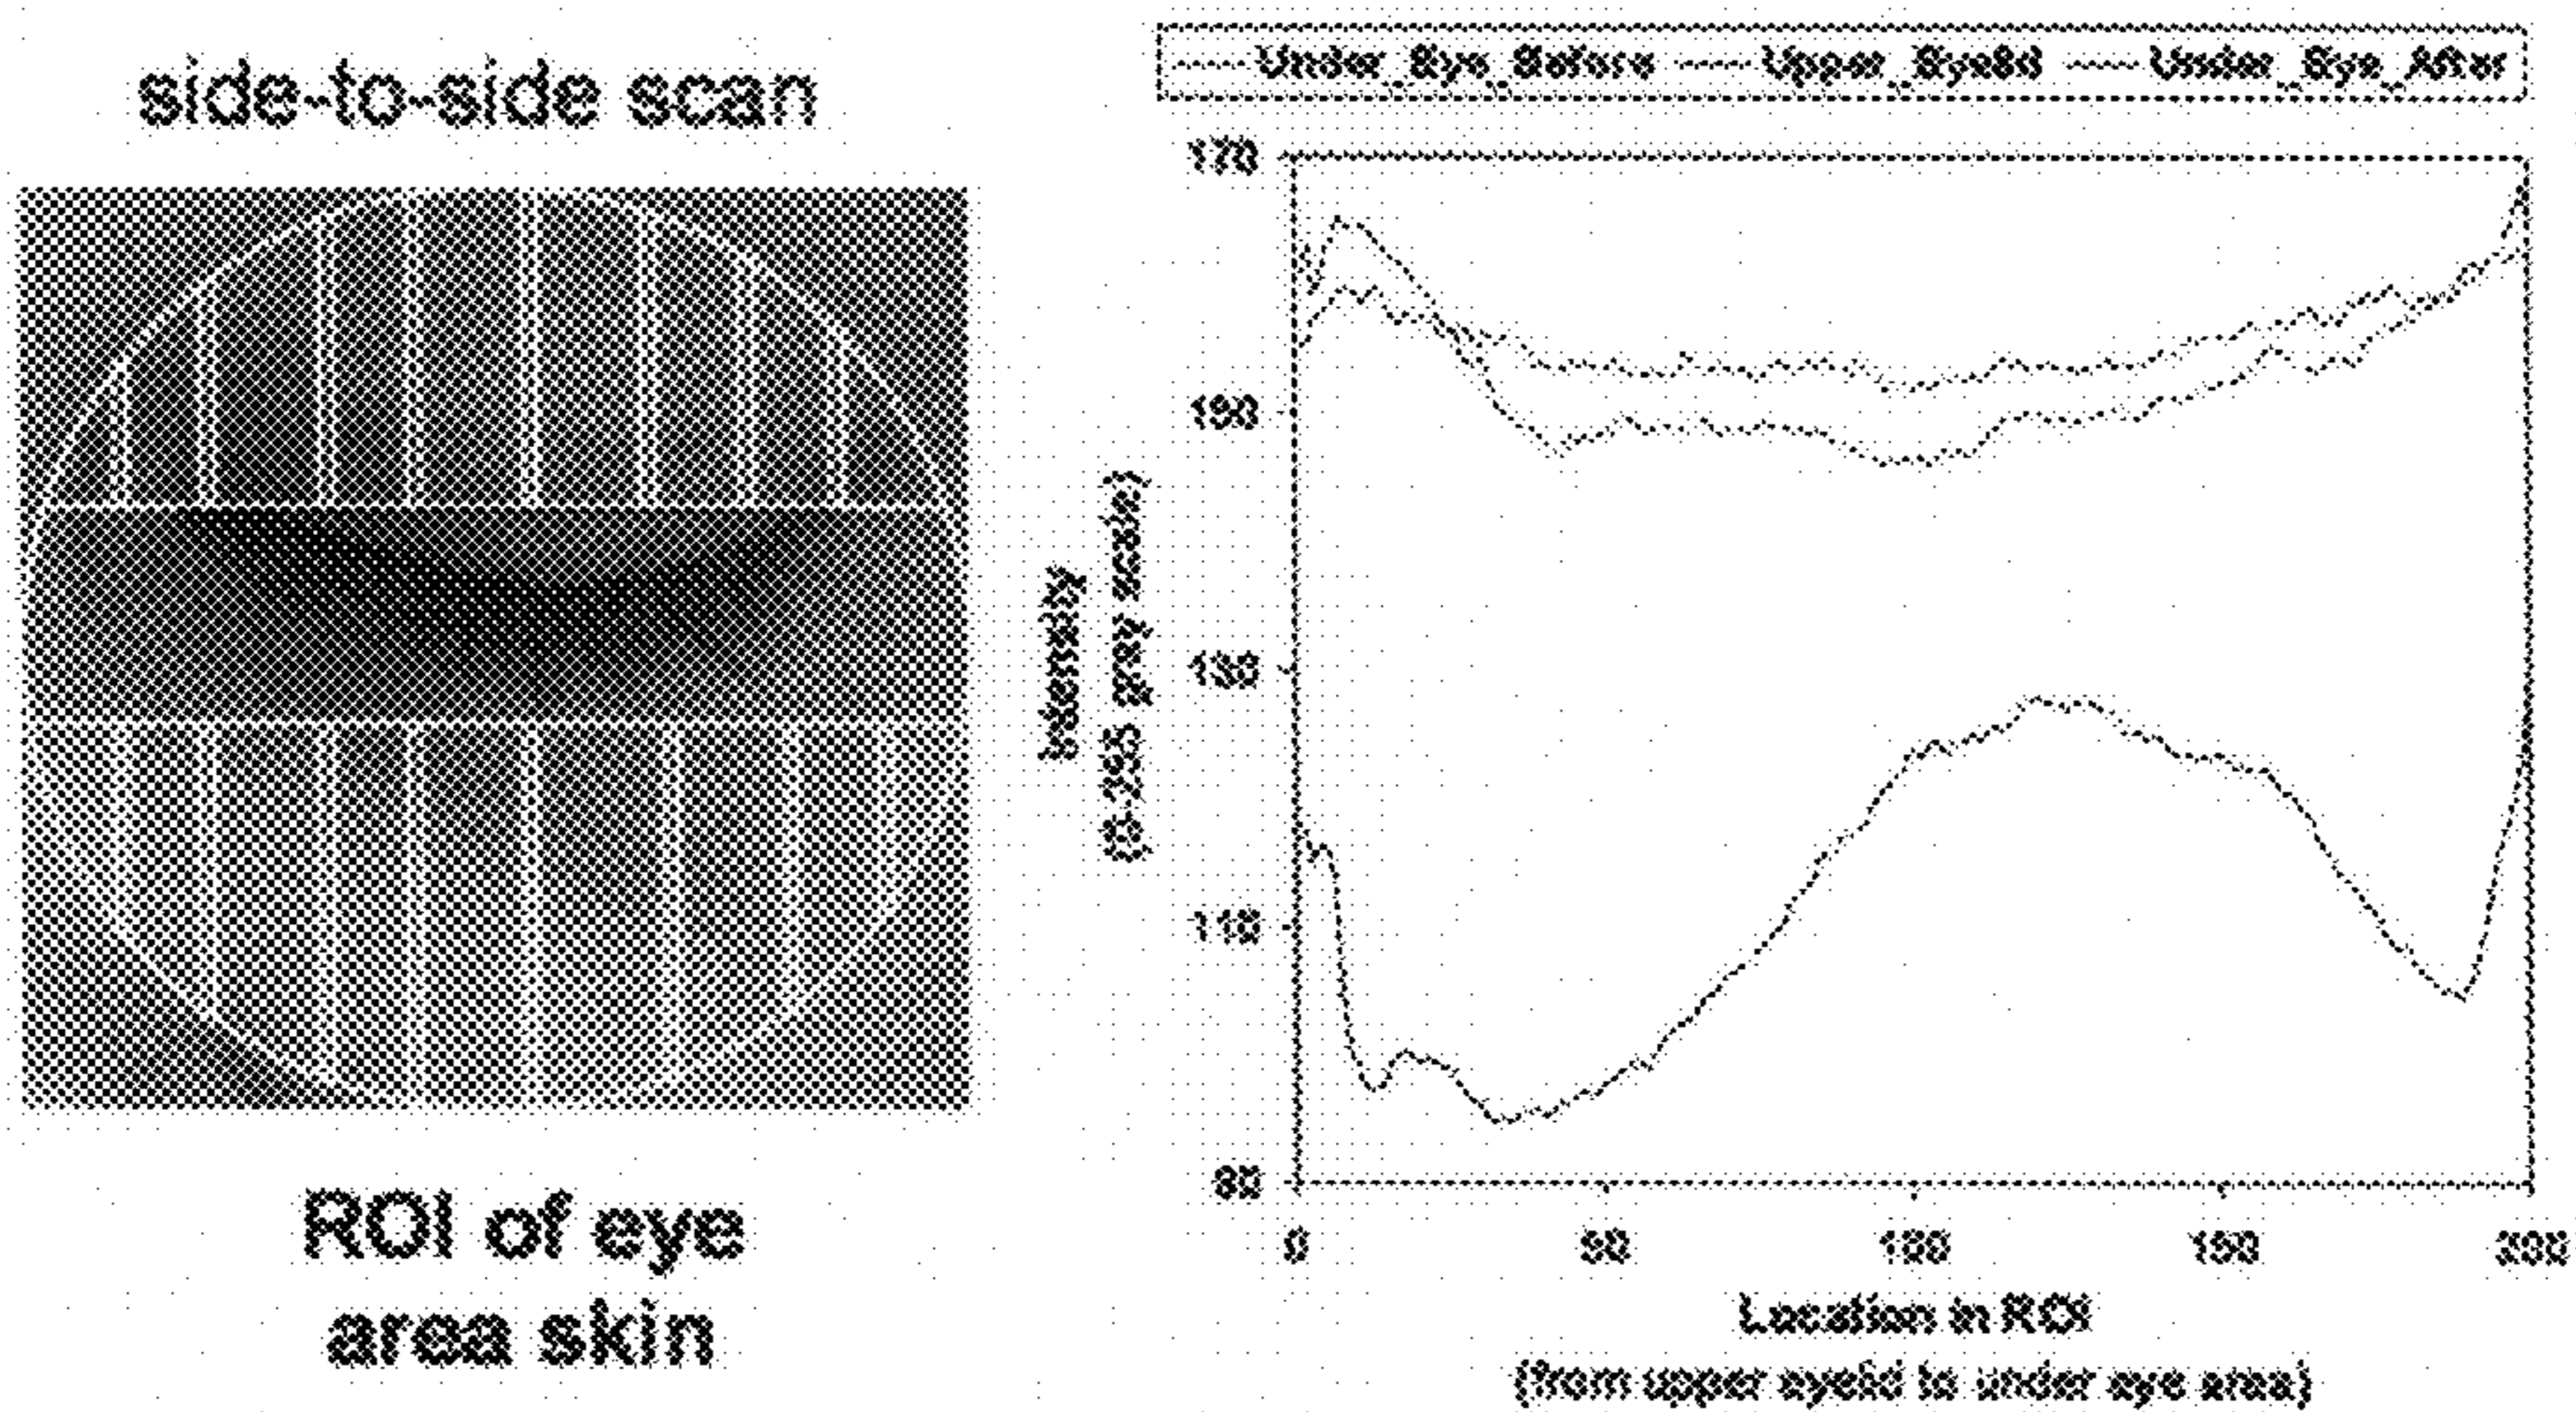 side-to-side scan
ROI of eye
area skin
Under_Eye_Before Upper_Eyelid Under_Eye_After
170
150
130
110
90
Intensity
(0-255 gray scale)
0 50 100 150 200
Location in ROI
(from upper eyelid to under eye area)